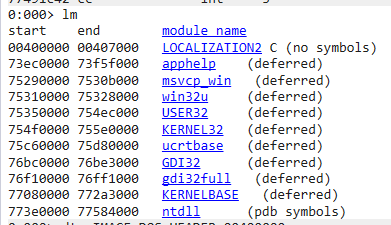 0:000> lm
start    end        module name
00400000 00407000   LOCALIZATION2 C (no symbols)
73ec0000 73f5f000   apphelp    (deferred)
75290000 7530b000   msvcp_win   (deferred)
75310000 75328000   win32u     (deferred)
75350000 754ec000   USER32     (deferred)
754f0000 755e0000   KERNEL32   (deferred)
75c60000 75d80000   ucrtbase   (deferred)
76bc0000 76be3000   GDI32      (deferred)
76f10000 76ff1000   gdi32full   (deferred)
77080000 772a3000   KERNELBASE   (deferred)
773e0000 77584000   ntdll      (pdb symbols)